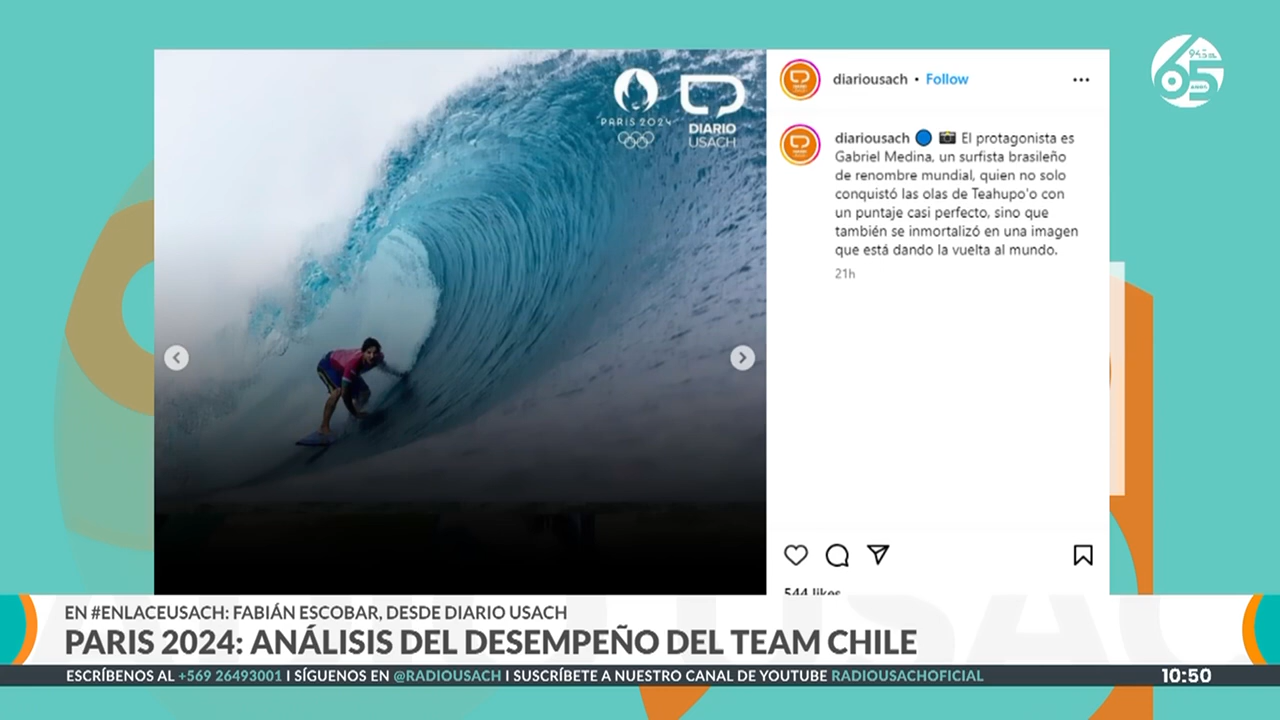 PARIS 2024
DIARIO
USACH
diariousach • Follow
diariousach El protagonista es
Gabriel Medina, un surfista brasileño
de renombre mundial, quien no solo
conquistó las olas de Teahupo'o con
un puntaje casi perfecto, sino que
también se inmortalizó en una imagen
que está dando la vuelta al mundo.
21h
544 likes
65
EN #ENLACEUSACH: FABIÁN ESCOBAR, DESDE DIARIO USACH
PARIS 2024: ANÁLISIS DEL DESEMPEÑO DEL TEAM CHILE
ESCRÍBENOS AL +569 26493001 I SÍGUENOS EN @RADIOUSACH I SUSCRÍBETE A NUESTRO CANAL DE YOUTUBE RADIOUSACHOFICIAL
10:50